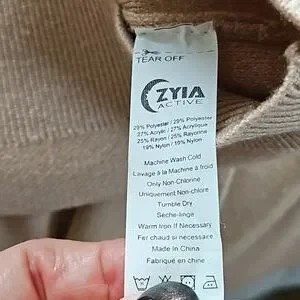 TEAR OFF
ZYIA
ACTIVE
29% Polyester / 29% Polyester
27% Acrylic / 27% Acrylique
25% Rayon / 25% Rayonne
19% Nylon / 19% Nylon
Machine Wash Cold
Lavage à la Machine à froid
Only Non-Chlorine
Uniquement Non-chlore
Tumble Dry
Sèche-linge
Warm Iron If Necessary
Fer chaud si nécessaire
Made in China
Fabriqué en chine